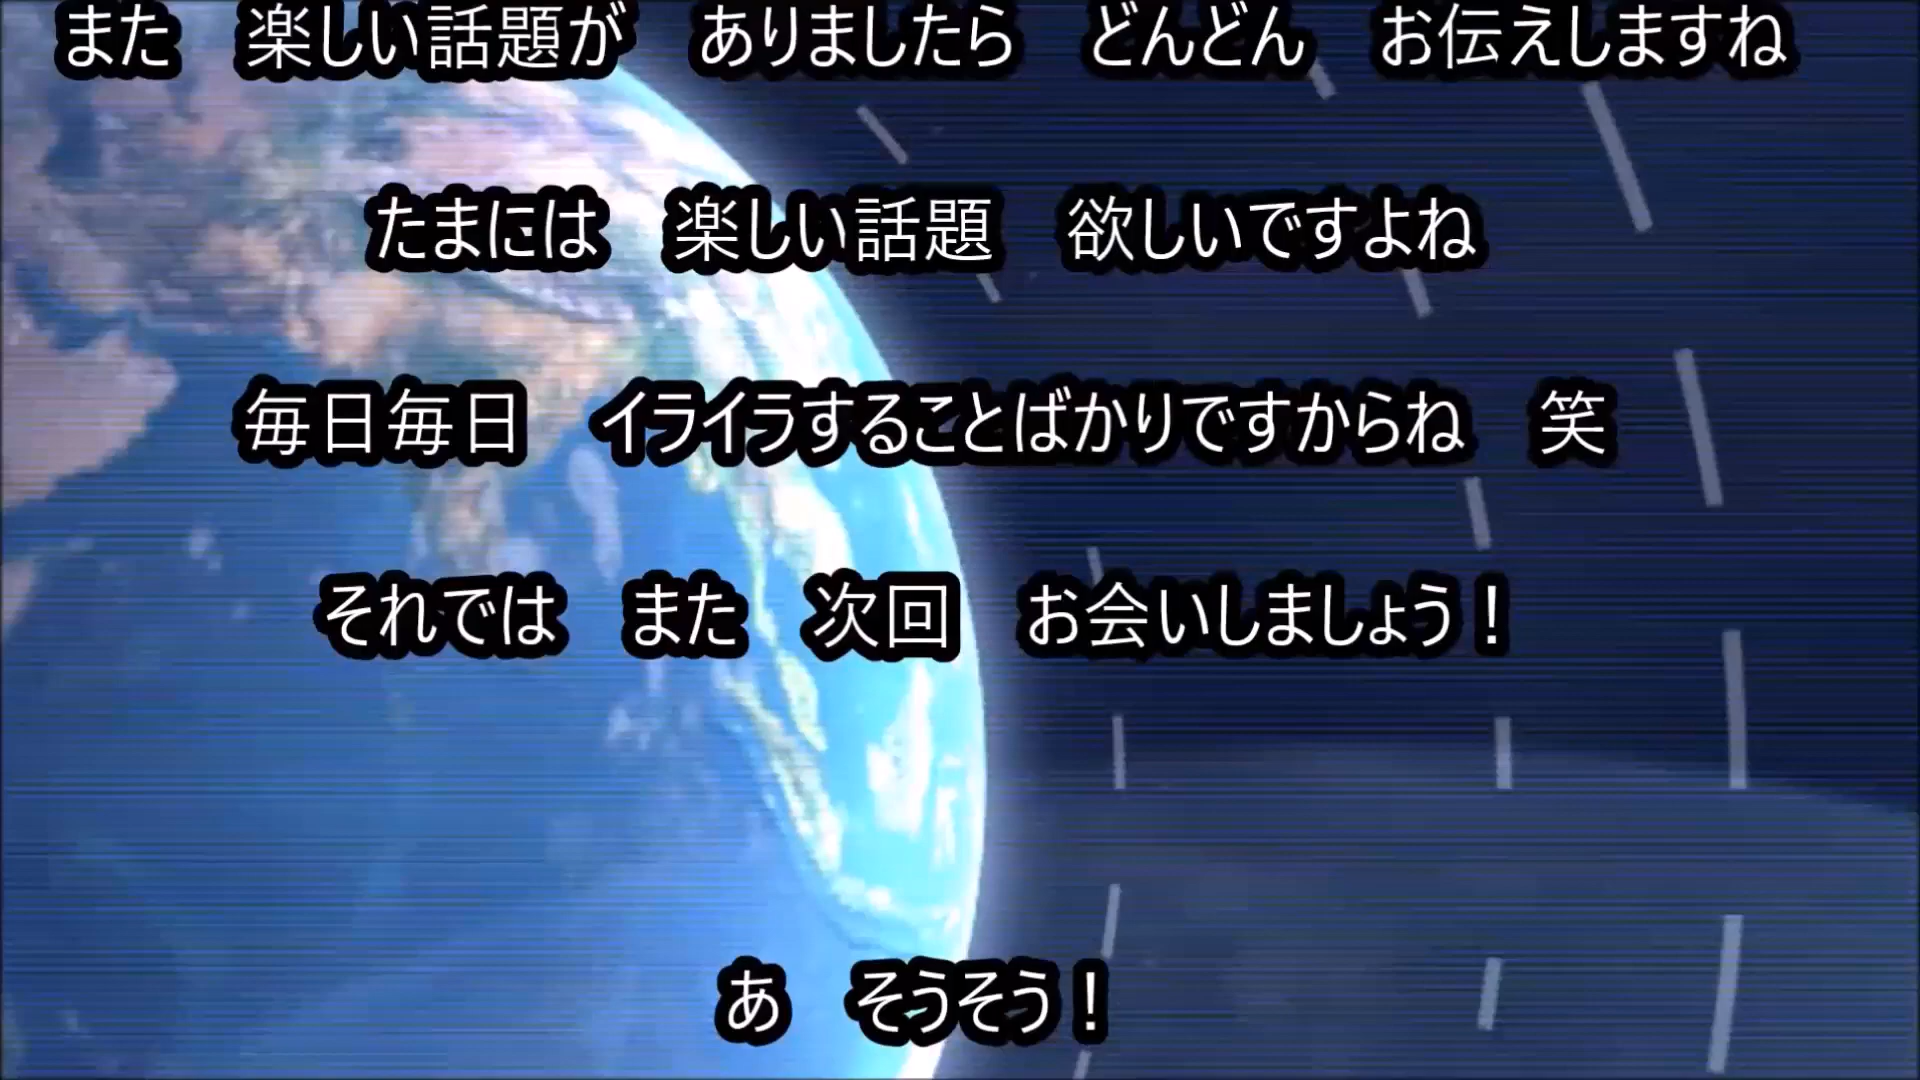 また　楽しい話題が　ありましたら　どんどん　お伝えしますね
たまには　楽しい話題　欲しいですよね
毎日毎日　イライラすることばかりですからね　笑
それでは　また　次回　お会いしましょう！
あ　そうそう！